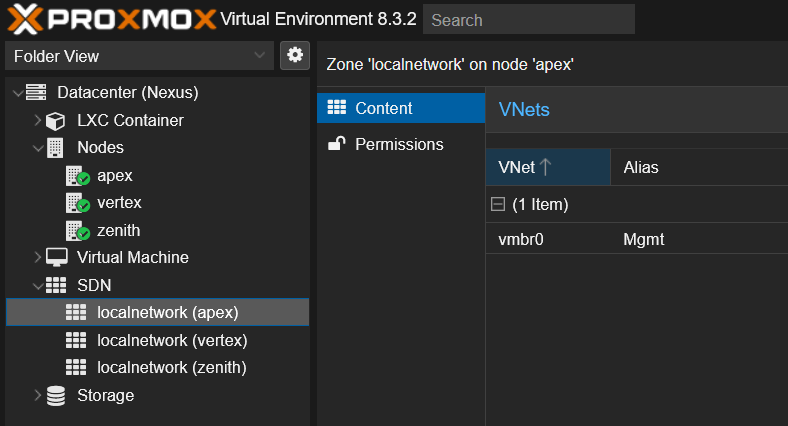 PROXMOX Virtual Environment 8.3.2 Search
Folder View
Datacenter (Nexus)
LXC Container
Nodes
apex
vertex
zenith
Virtual Machine
SDN
localnetwork (apex)
localnetwork (vertex)
localnetwork (zenith)
Storage
Zone 'localnetwork' on node 'apex'
Content
Permissions
VNets
VNet Alias
(1 Item)
vmbr0 Mgmt